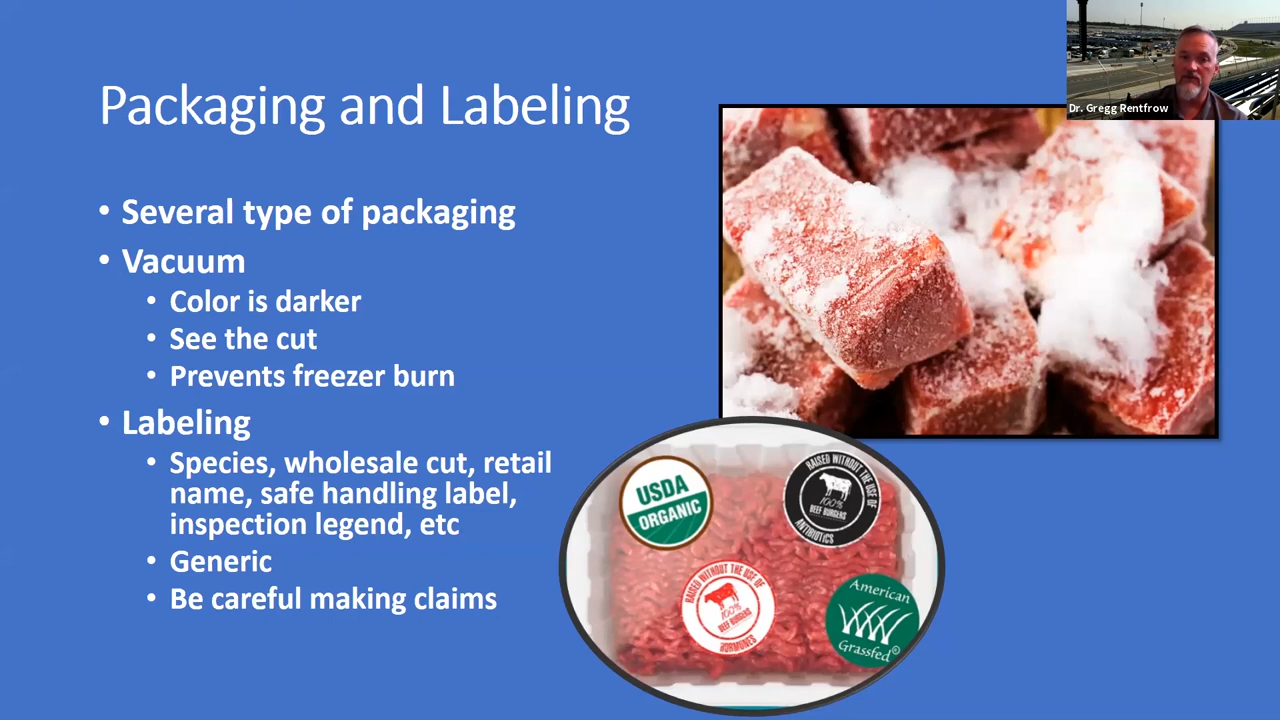 Dr. Gregg Rentfrow
Packaging and Labeling
• Several type of packaging
• Vacuum
• Color is darker
• See the cut
• Prevents freezer burn
• Labeling
• Species, wholesale cut, retail
name, safe handling label,
inspection legend, etc
• Generic
• Be careful making claims
USDA
ORGANIC
RAISED WITHOUT THE USE OF
100%
BEEF BURGERS
ANTIBIOTICS
RAISED WITHOUT THE USE OF
100%
BEEF BURGERS
HORMONES
American
Grassfed®